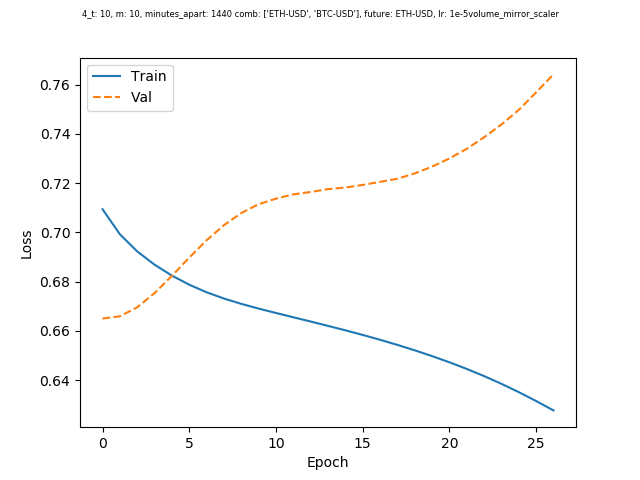 4_t: 10, m: 10, minutes_apart: 1440 comb: ['ETH-USD', 'BTC-USD'], future: ETH-USD, lr: 1e-5volume_mirror_scaler
Train
Val
0.76
0.74
0.72
0.70
0.68
0.66
0.64
Loss
0 5 10 15 20 25
Epoch